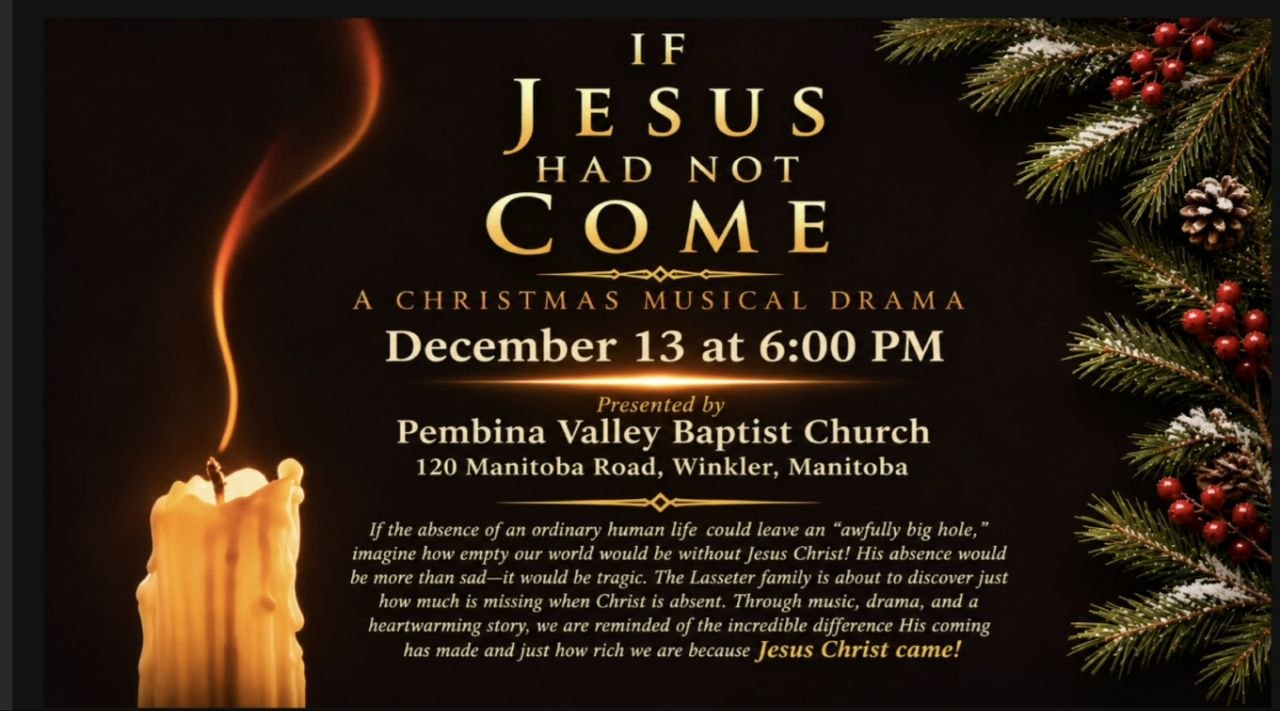 IF
JESUS
HAD NOT
COME
A CHRISTMAS MUSICAL DRAMA
December 13 at 6:00 PM
Presented by
Pembina Valley Baptist Church
120 Manitoba Road, Winkler, Manitoba
If the absence of an ordinary human life could leave an “awfully big hole,”
imagine how empty our world would be without Jesus Christ! His absence would
be more than sad—it would be tragic. The Lasseter family is about to discover just
how much is missing when Christ is absent. Through music, drama, and a
heartwarming story, we are reminded of the incredible difference His coming
has made and just how rich we are because Jesus Christ came!